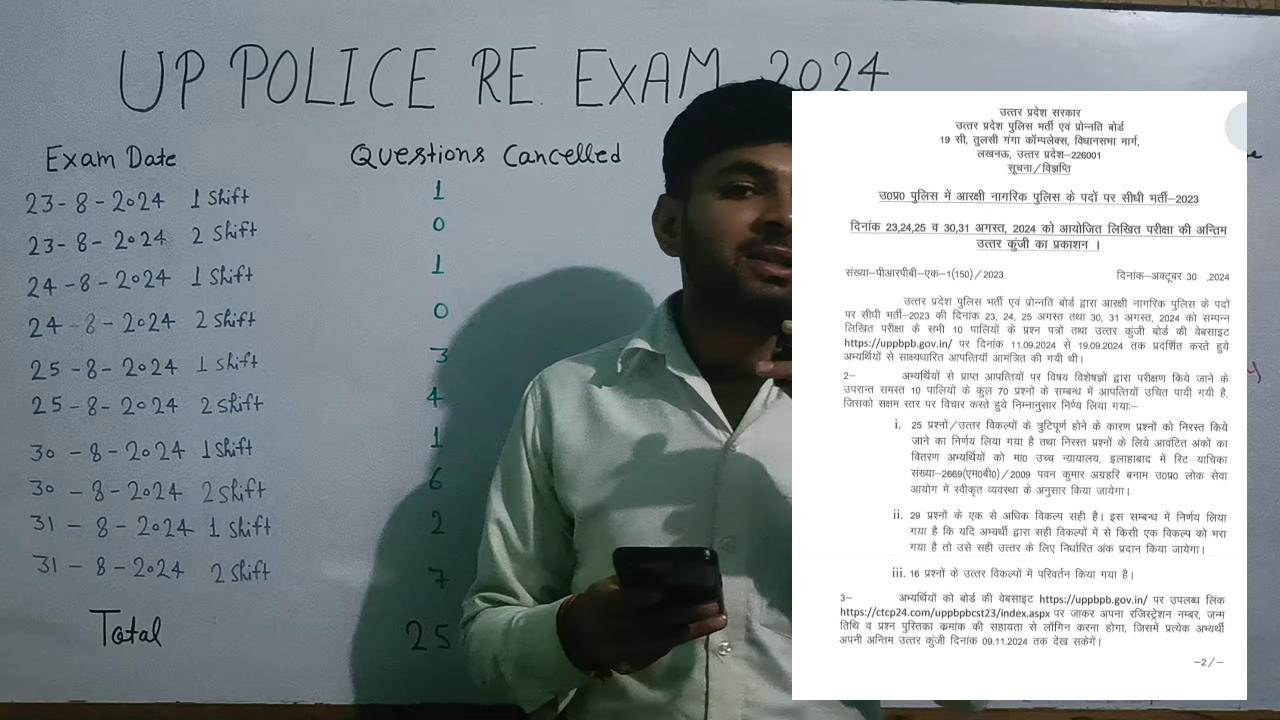 UP POLICE RE EXAM 2024
Exam Date Questions Cancelled
23-8-2024 1 Shift 1
23-8-2024 2 Shift 0
24-8-2024 1 Shift 1
24-8-2024 2 Shift 0
25-8-2024 1 Shift 3
25-8-2024 2 Shift 4
30-8-2024 1 Shift 1
30-8-2024 2 Shift 6
31-8-2024 1 Shift 2
31-8-2024 2 Shift 7
Total 25
उत्तर प्रदेश सरकार
उत्तर प्रदेश पुलिस भर्ती एवं प्रोन्नति बोर्ड
19 सी, तुलसी गंगा कॉम्पलेक्स, विधानसभा मार्ग,
लखनऊ, उत्तर प्रदेश-226001
सूचना/विज्ञप्ति
उ0प्र0 पुलिस में आरक्षी नागरिक पुलिस के पदों पर सीधी भर्ती-2023
दिनांक 23,24,25 व 30,31 अगस्त, 2024 को आयोजित लिखित परीक्षा की अन्तिम
उत्तर कुंजी का प्रकाशन ।
संख्या-पीआरपीबी-एक-1(150)/2023 दिनांक-अक्टूबर 30 ,2024
उत्तर प्रदेश पुलिस भर्ती एवं प्रोन्नति बोर्ड द्वारा आरक्षी नागरिक पुलिस के पदों
पर सीधी भर्ती-2023 की दिनांक 23, 24, 25 अगस्त तथा 30, 31 अगस्त, 2024 को सम्पन्न
लिखित परीक्षा के सभी 10 पालियों के प्रश्न पत्रों तथा उत्तर कुंजी बोर्ड की वेबसाइट
https://uppbpb.gov.in/ पर दिनांक 11.09.2024 से 19.09.2024 तक प्रदर्शित करते हुये
अभ्यर्थियों से साक्ष्यधारित आपत्तियाँ आमंत्रित की गयी थी।
2- अभ्यर्थियों से प्राप्त आपत्तियों पर विषय विशेषज्ञों द्वारा परीक्षण किये जाने के
उपरान्त समस्त 10 पालियों के कुल 70 प्रश्नों के सम्बन्ध में आपत्तियाँ उचित पायी गयी है,
जिसको सक्षम स्तर पर विचार करते हुये निम्नानुसार निर्णय लिया गयाः-
i. 25 प्रश्नों/उत्तर विकल्पों के त्रुटिपूर्ण होने के कारण प्रश्नों को निरस्त किये
जाने का निर्णय लिया गया है तथा निरस्त प्रश्नों के लिये आवंटित अंकों का
वितरण अभ्यर्थियों को मा0 उच्च न्यायालय, इलाहाबाद में रिट याचिका
संख्या-2669(एम0बी0)/2009 पवन कुमार अग्रहरि बनाम उ0प्र0 लोक सेवा
आयोग में स्वीकृत व्यवस्था के अनुसार किया जायेगा।
ii. 29 प्रश्नों के एक से अधिक विकल्प सही है। इस सम्बन्ध में निर्णय लिया
गया है कि यदि अभ्यर्थी द्वारा सही विकल्पों में से किसी एक विकल्प को भरा
गया है तो उसे सही उत्तर के लिए निर्धारित अंक प्रदान किया जायेगा।
iii. 16 प्रश्नों के उत्तर विकल्पों में परिवर्तन किया गया है।
3- अभ्यर्थियों को बोर्ड की वेबसाइट https://uppbpb.gov.in/ पर उपलब्ध लिंक
https://ctcp24.com/uppbpbcst23/index.aspx पर जाकर अपना रजिस्ट्रेशन नम्बर, जन्म
तिथि व प्रश्न पुस्तिका क्रमांक की सहायता से लॉगिन करना होगा, जिसमें प्रत्येक अभ्यर्थी
अपनी अन्तिम उत्तर कुंजी दिनांक 09.11.2024 तक देख सकेगें।
-2/-